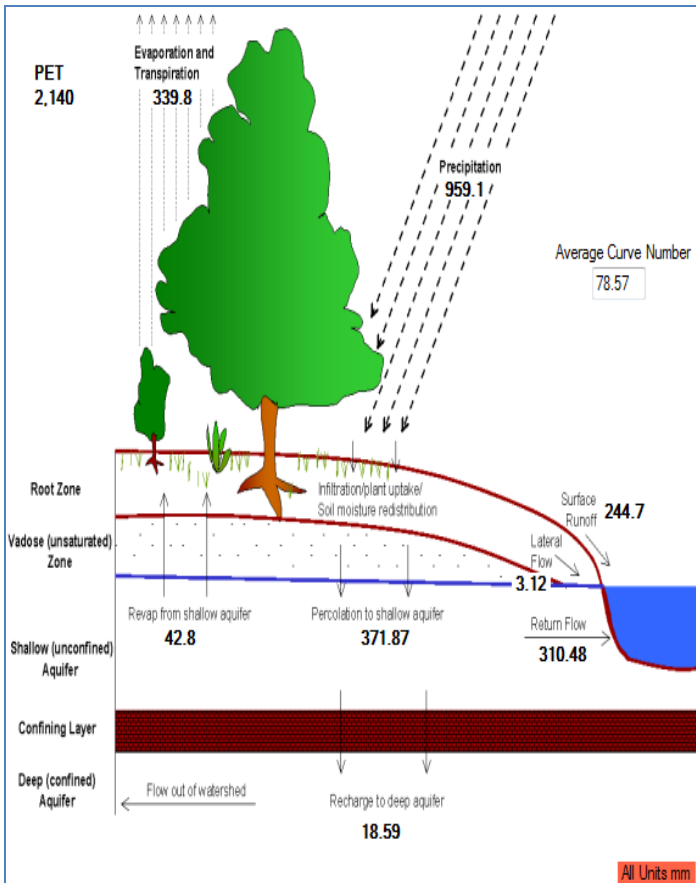 PET
2,140
Evaporation and
Transpiration
339.8
Precipitation
959.1
Average Curve Number
78.57
Root Zone
Infiltration/plant uptake/
Soil moisture redistribution
Surface
Runoff
244.7
Vadose (unsaturated)
Zone
Lateral
Flow
3.12
Revap from shallow aquifer
42.8
Percolation to shallow aquifer
371.87
Return Flow
310.48
Shallow (unconfined)
Aquifer
Confining Layer
Deep (confined)
Aquifer
Flow out of watershed
Recharge to deep aquifer
18.59
All Units mm